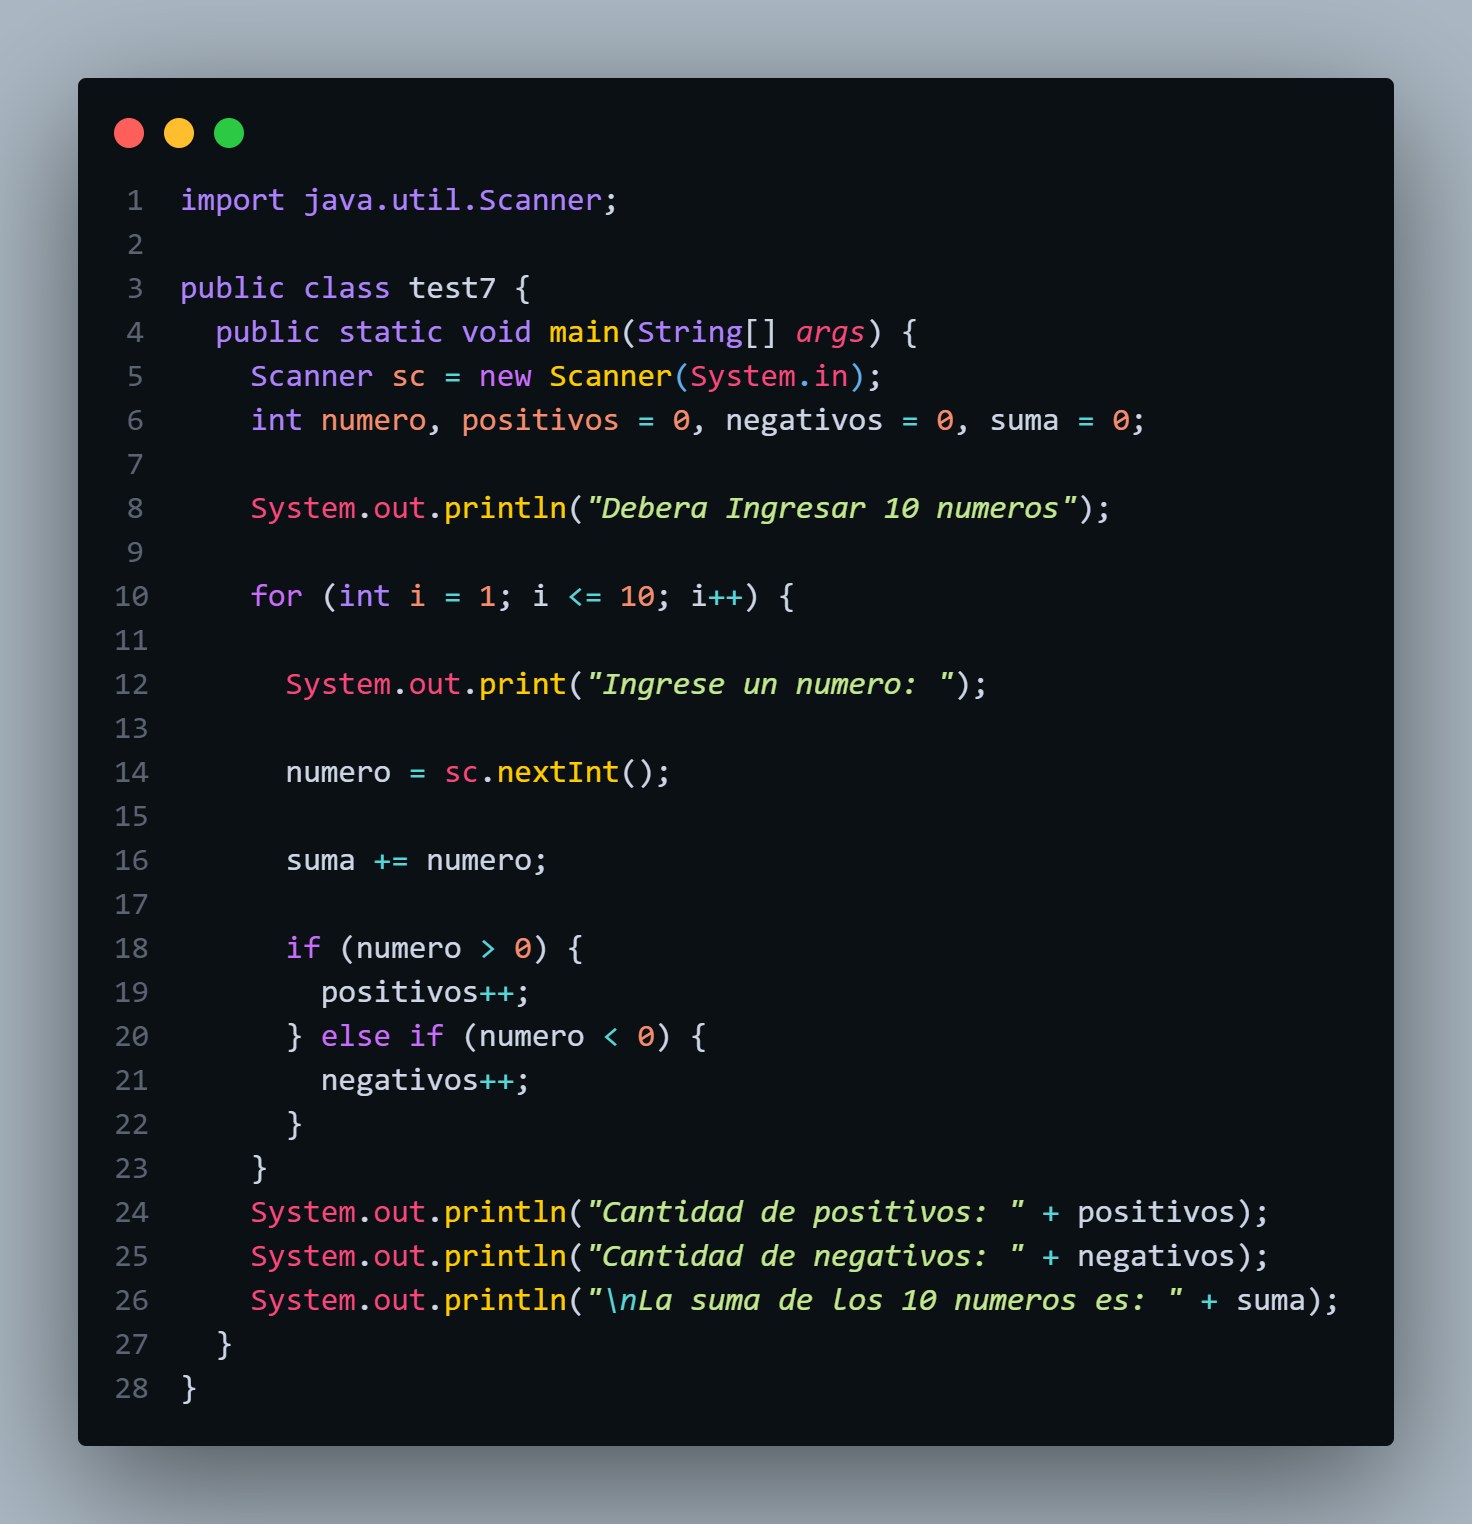 1 import java.util.Scanner;
2
3 public class test7 {
4   public static void main(String[] args) {
5     Scanner sc = new Scanner(System.in);
6     int numero, positivos = 0, negativos = 0, suma = 0;
7
8     System.out.println("Debera Ingresar 10 numeros");
9
10     for (int i = 1; i <= 10; i++) {
11
12       System.out.print("Ingrese un numero: ");
13
14       numero = sc.nextInt();
15
16       suma += numero;
17
18       if (numero > 0) {
19         positivos++;
20       } else if (numero < 0) {
21         negativos++;
22       }
23     }
24     System.out.println("Cantidad de positivos: " + positivos);
25     System.out.println("Cantidad de negativos: " + negativos);
26     System.out.println("\nLa suma de los 10 numeros es: " + suma);
27   }
28 }